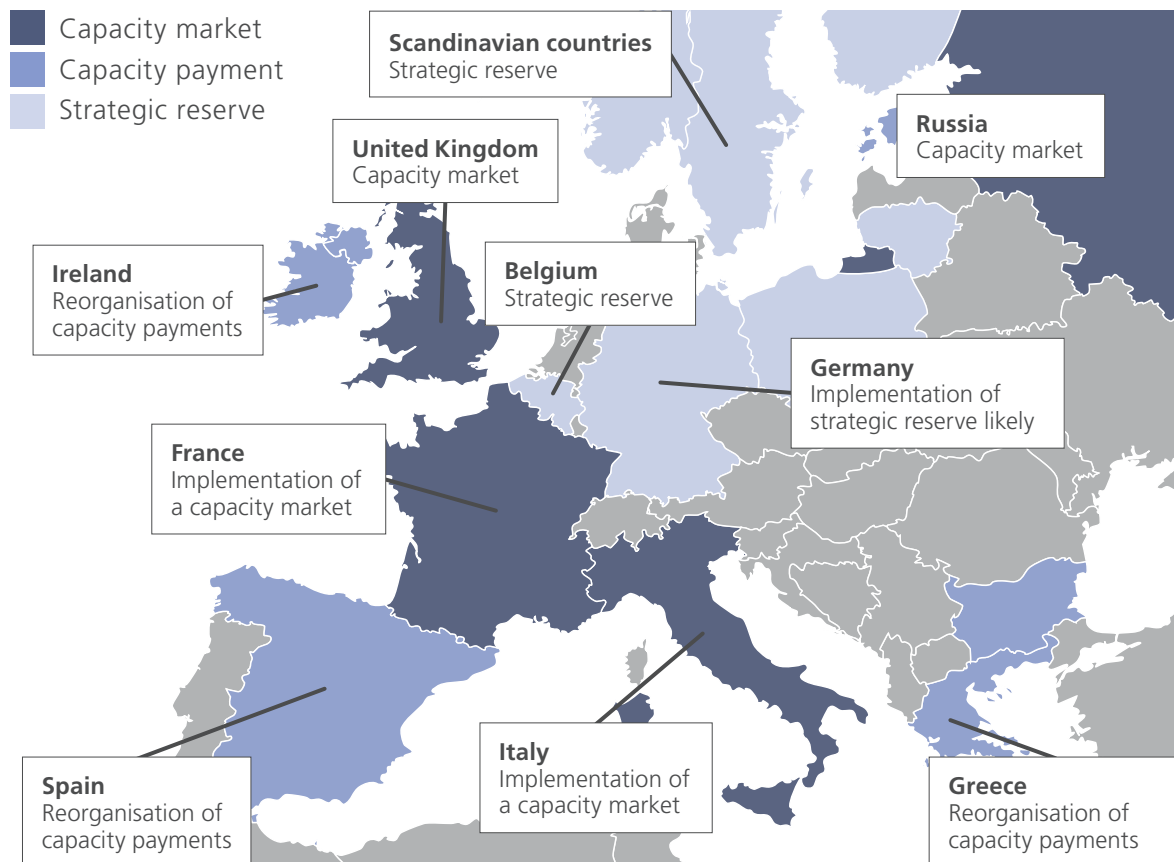 Capacity market
Capacity payment
Strategic reserve
Scandinavian countries
Strategic reserve
Russia
Capacity market
United Kingdom
Capacity market
Ireland
Reorganisation of
capacity payments
Belgium
Strategic reserve
Germany
Implementation of
strategic reserve likely
France
Implementation of
a capacity market
Spain
Reorganisation of
capacity payments
Italy
Implementation of
a capacity market
Greece
Reorganisation of
capacity payments